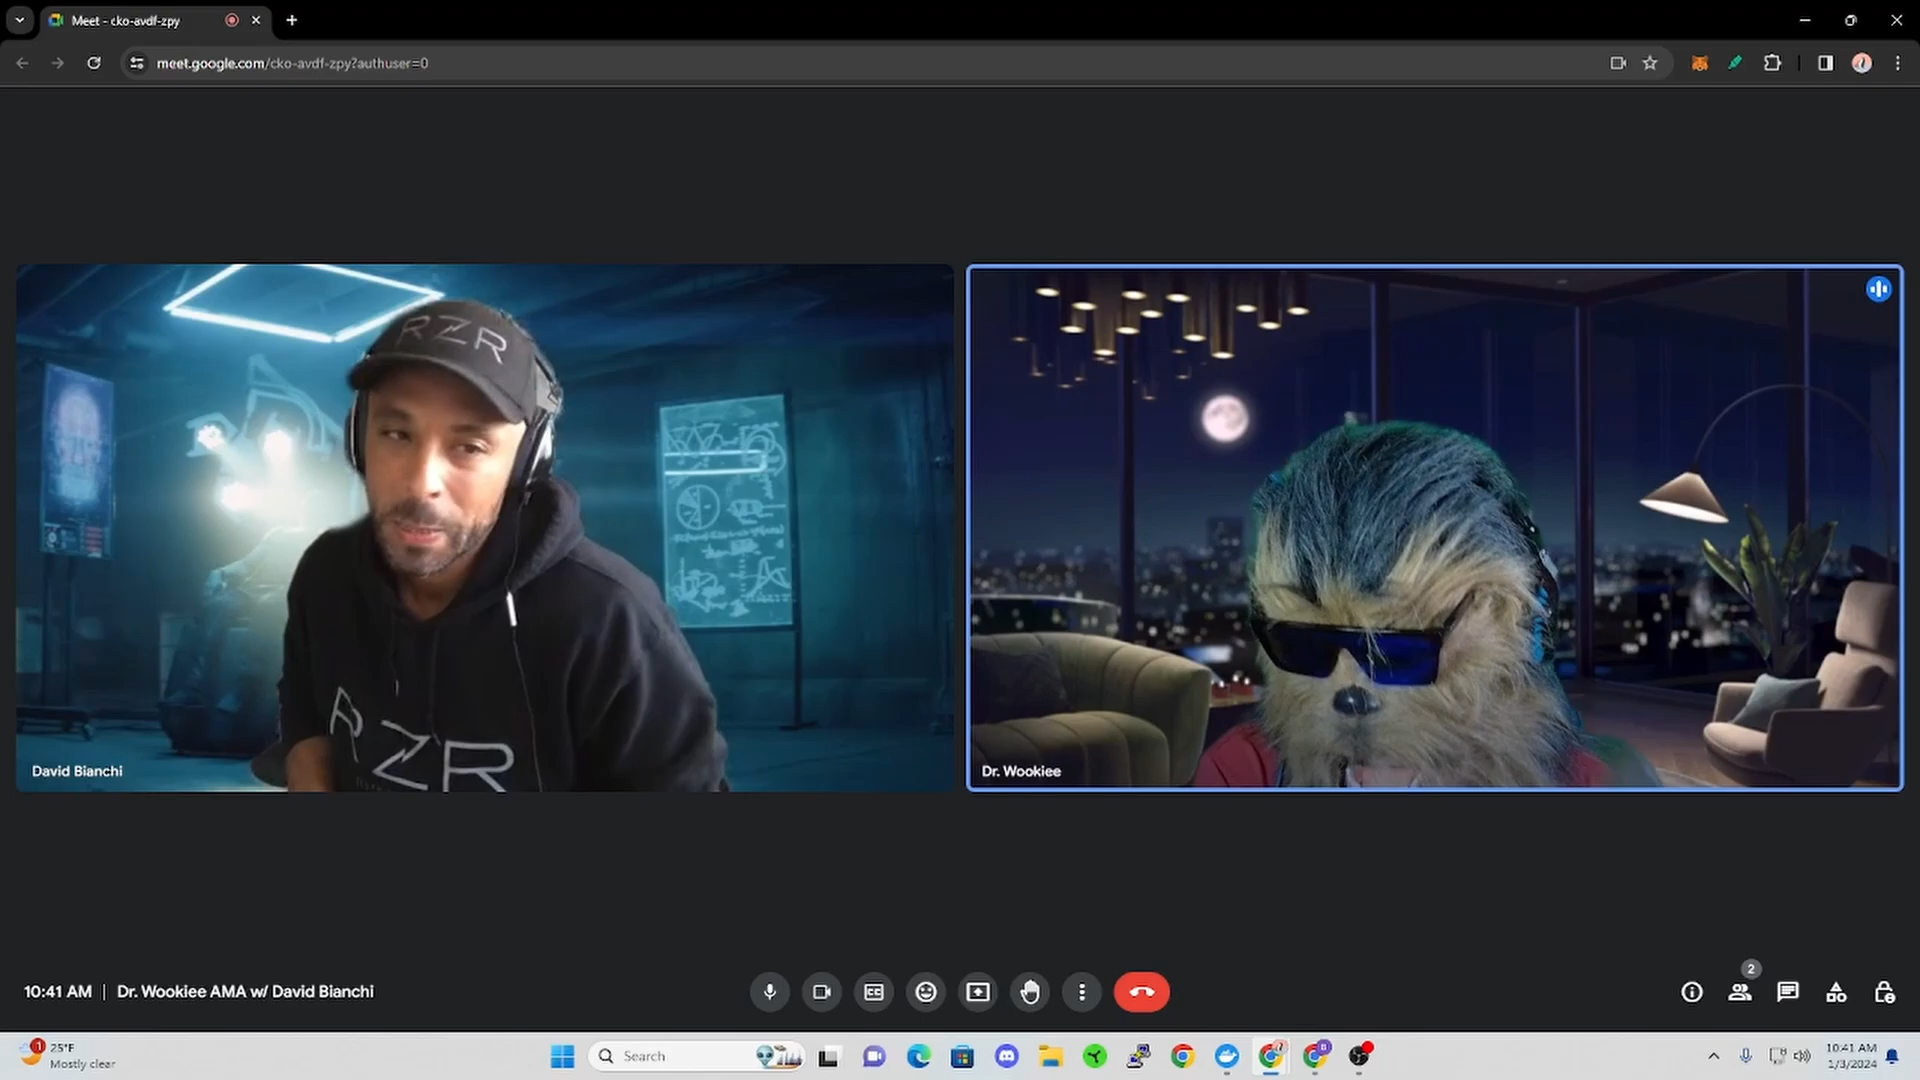 Meet - cko-avdf-zpy
meet.google.com/cko-avdf-zpy?authuser=0
RZR
RZR
David Bianchi
Dr. Wookiee
10:41 AM | Dr. Wookiee AMA w/ David Bianchi
2
1
25°F
Mostly clear
Search
10:41 AM
1/3/2024